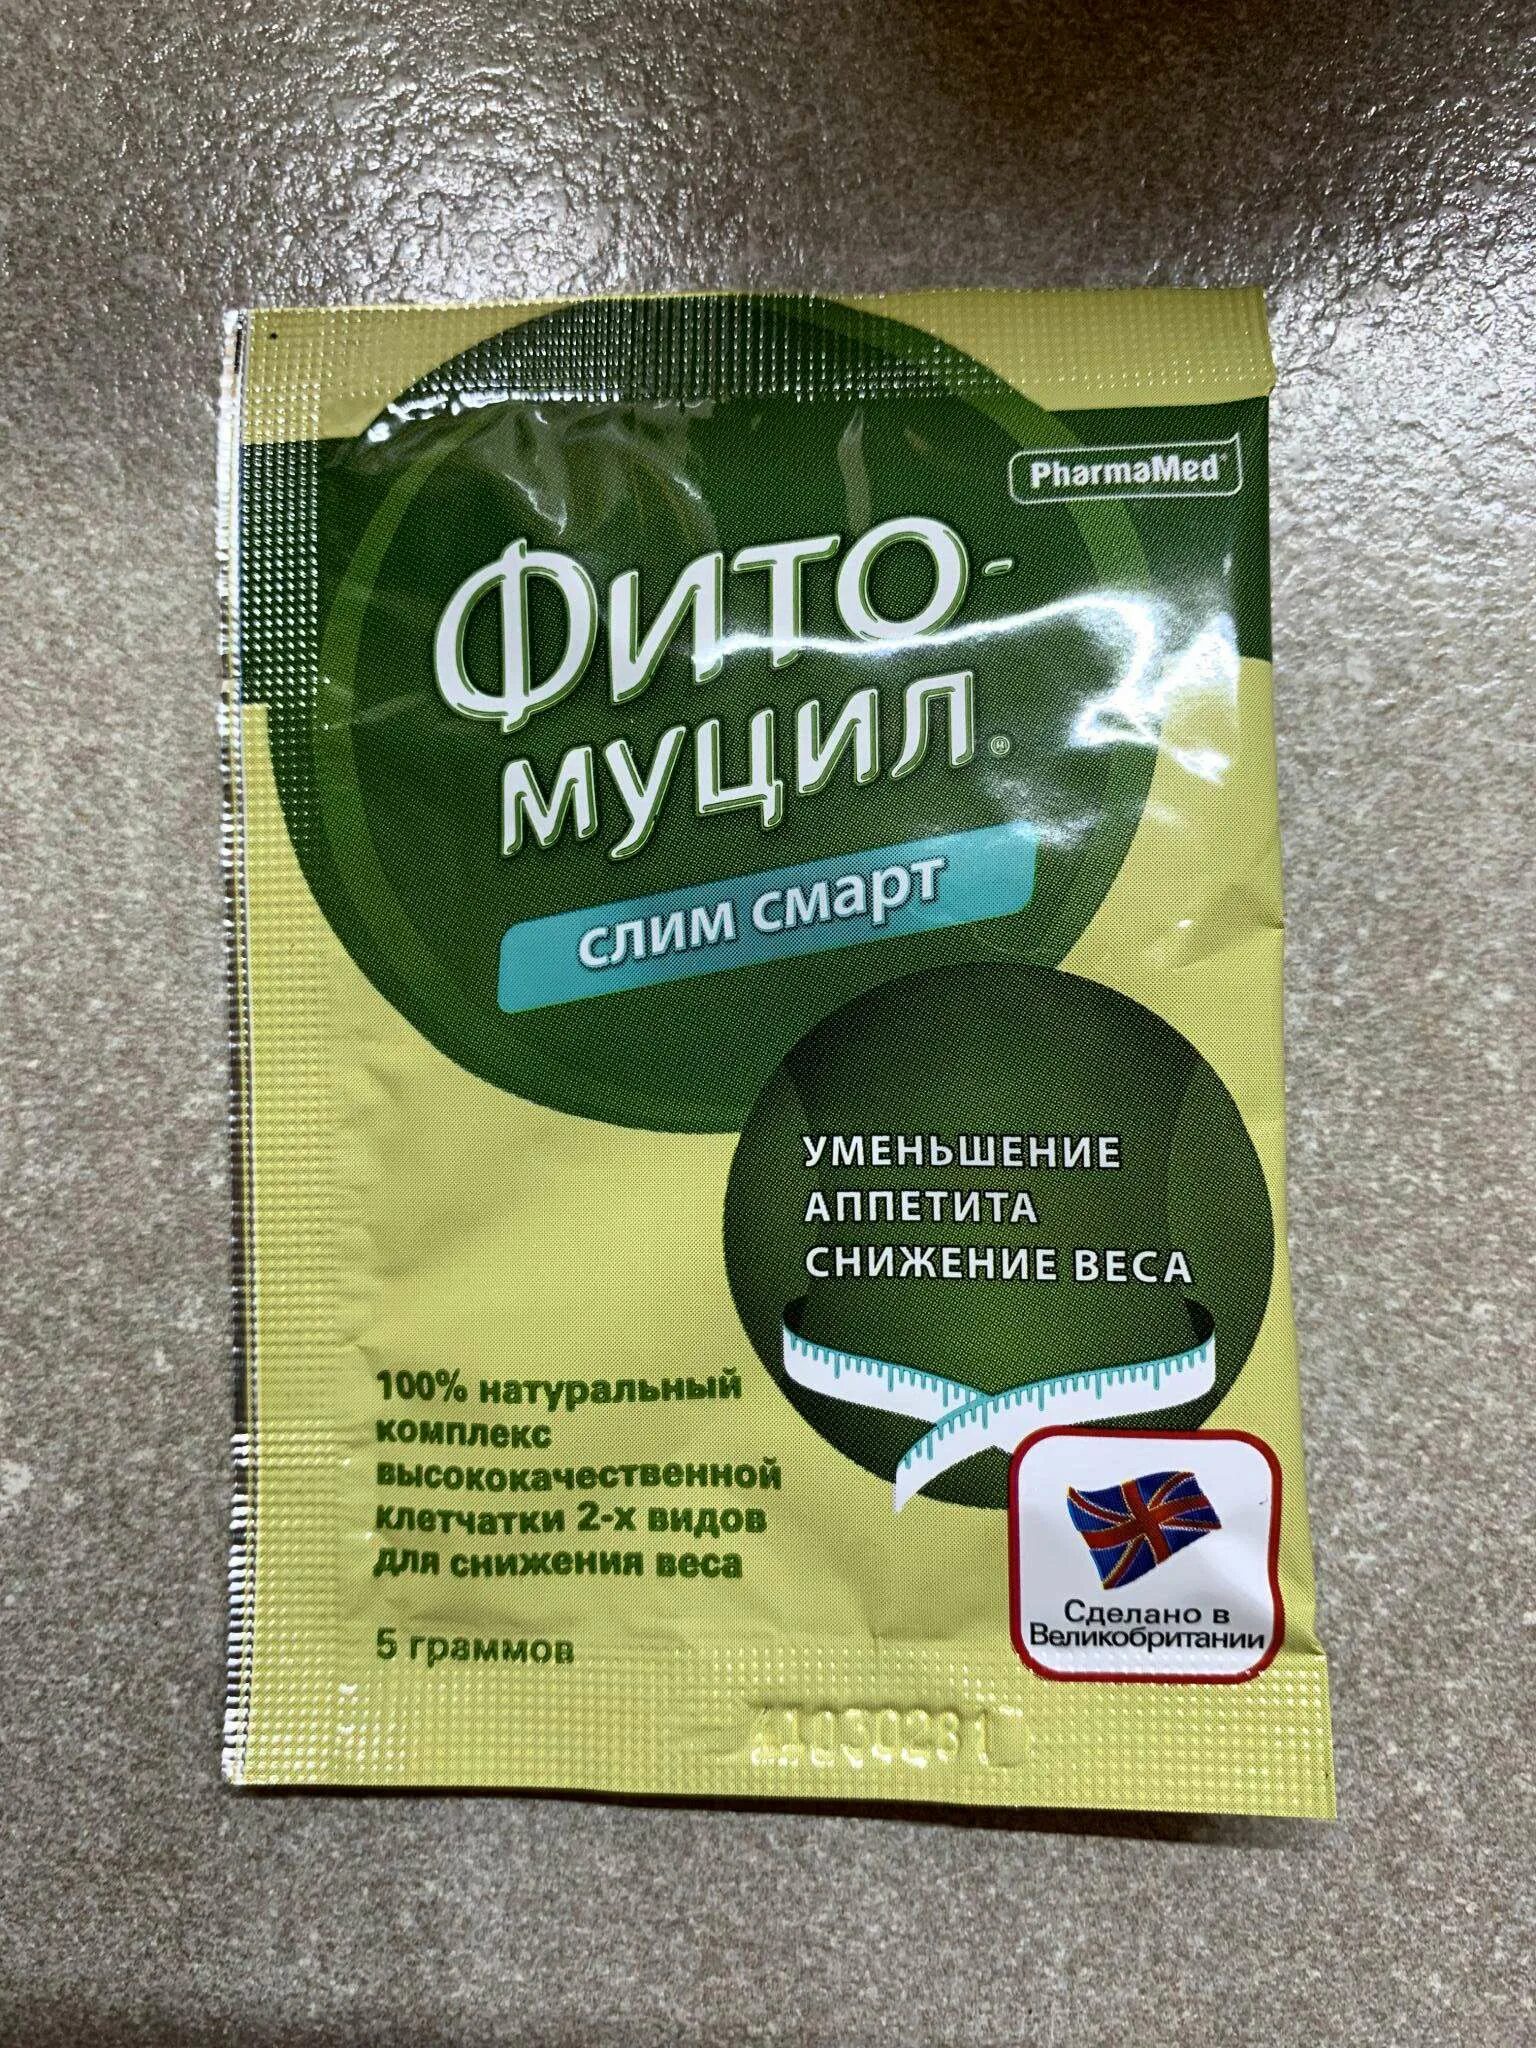 PharmaMed®
Фито-
муцил®
слим смарт
УМЕНЬШЕНИЕ
АППЕТИТА
СНИЖЕНИЕ ВЕСА
100% натуральный
комплекс
высококачественной
клетчатки 2-х видов
для снижения веса
5 граммов
Сделано в
Великобритании